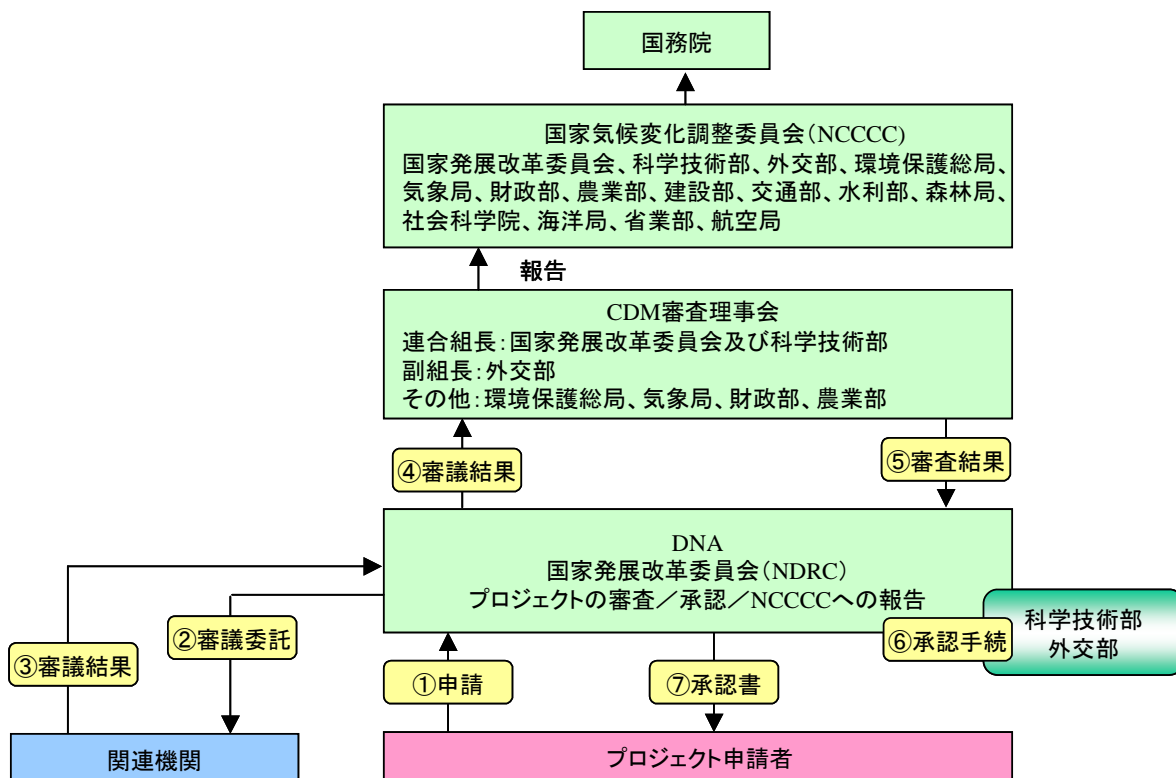 国務院
国家気候変化調整委員会（NCCCC）
国家発展改革委員会、科学技術部、外交部、環境保護総局、
気象局、財政部、農業部、建設部、交通部、水利部、森林局、
社会科学院、海洋局、省業部、航空局
報告
CDM審査理事会
連合組長：国家発展改革委員会及び科学技術部
副組長：外交部
その他：環境保護総局、気象局、財政部、農業部
④審議結果
⑤審査結果
DNA
国家発展改革委員会（NDRC）
プロジェクトの審査／承認／NCCCCへの報告
科学技術部
外交部
⑥承認手続
②審議委託
③審議結果
①申請
⑦承認書
関連機関
プロジェクト申請者